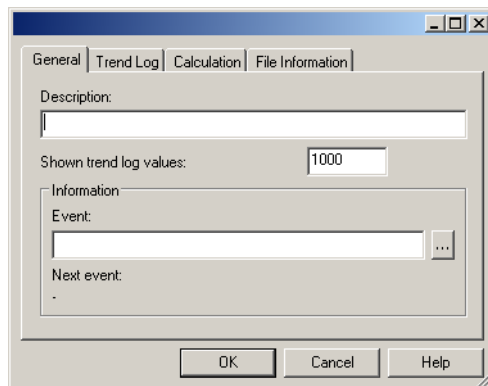 General Trend Log Calculation File Information
Description:
Shown trend log values: 1000
Information
Event:
...
Next event:
-
OK Cancel Help